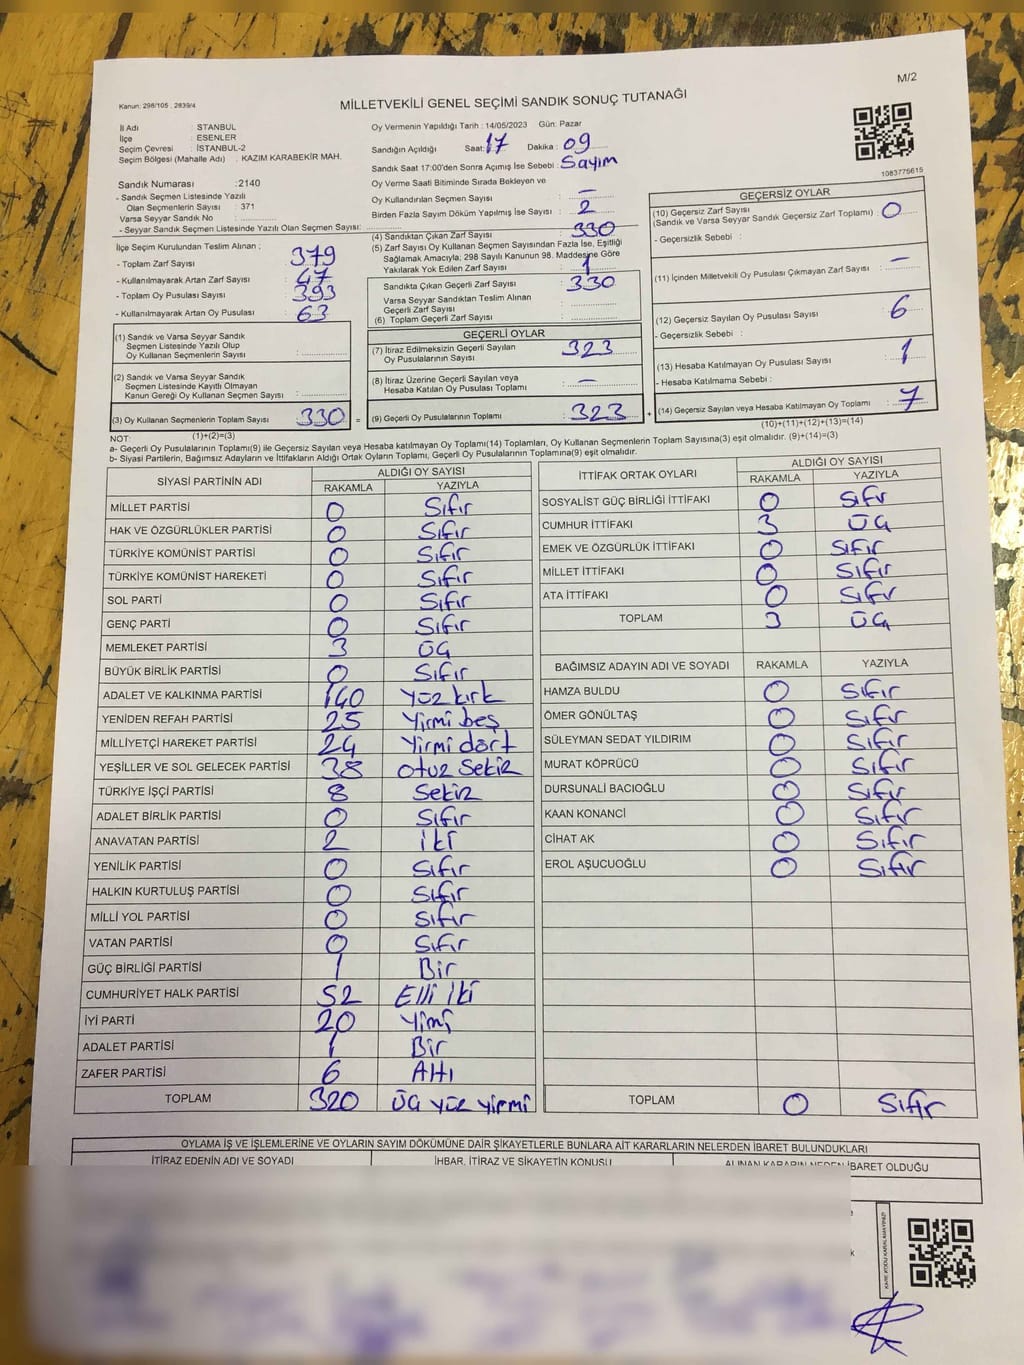 M/2
Kanun: 298/105 , 2839/4
MİLLETVEKİLİ GENEL SEÇİMİ SANDIK SONUÇ TUTANAĞI
İl Adı : STANBUL
İlçe : ESENLER
Seçim Çevresi : İSTANBUL-2
Seçim Bölgesi (Mahalle Adı) : KAZIM KARABEKİR MAH.
Sandık Numarası :2140
- Sandık Seçmen Listesinde Yazılı
Olan Seçmenlerin Sayısı : 371
Varsa Seyyar Sandık No :
- Seyyar Sandık Seçmen Listesinde Yazılı Olan Seçmen Sayısı:
İlçe Seçim Kurulundan Teslim Alınan ;
- Toplam Zarf Sayısı : 379
- Kullanılmayarak Artan Zarf Sayısı : 47
- Toplam Oy Pusulası Sayısı : 393
- Kullanılmayarak Artan Oy Pusulası : 63
(1) Sandık ve Varsa Seyyar Sandık
Seçmen Listesinde Yazılı Olup
Oy Kullanan Seçmenlerin Sayısı :
(2) Sandık ve Varsa Seyyar Sandık
Seçmen Listesinde Kayıtlı Olmayan
Kanun Gereği Oy Kullanan Seçmen Sayısı :
(3) Oy Kullanan Seçmenlerin Toplam Sayısı : 330 =
(1)+(2)=(3)
Oy Vermenin Yapıldığı Tarih : 14/05/2023 Gün: Pazar
Sandığın Açıldığı Saat: 17 Dakika : 09
Sandık Saat 17:00'den Sonra Açımış İse Sebebi : Sayım
Oy Verme Saati Bitiminde Sırada Bekleyen ve
Oy Kullandırılan Seçmen Sayısı : —
Birden Fazla Sayım Döküm Yapılmış İse Sayısı : 2
(4) Sandıktan Çıkan Zarf Sayısı : 330
(5) Zarf Sayısı Oy Kullanan Seçmen Sayısından Fazla İse, Eşitliği
Sağlamak Amacıyla; 298 Sayılı Kanunun 98. Maddesine Göre
Yakılarak Yok Edilen Zarf Sayısı : 1
Sandıkta Çıkan Geçerli Zarf Sayısı : 330
Varsa Seyyar Sandıktan Teslim Alınan
Geçerli Zarf Sayısı :
(6) Toplam Geçerli Zarf Sayısı :
GEÇERLİ OYLAR
(7) İtiraz Edilmeksizin Geçerli Sayılan
Oy Pusulalarının Sayısı : 323
(8) İtiraz Üzerine Geçerli Sayılan veya
Hesaba Katılan Oy Pusulası Toplamı : —
(9) Geçerli Oy Pusulalarının Toplamı : 323 +
1083775615
GEÇERSİZ OYLAR
(10) Geçersiz Zarf Sayısı
(Sandık ve Varsa Seyyar Sandık Geçersiz Zarf Toplamı) : 0
- Geçersizlik Sebebi :
(11) İçinden Milletvekili Oy Pusulası Çıkmayan Zarf Sayısı : —
(12) Geçersiz Sayılan Oy Pusulası Sayısı : 6
- Geçersizlik Sebebi :
(13) Hesaba Katılmayan Oy Pusulası Sayısı : 1
- Hesaba Katılmama Sebebi :
(14) Geçersiz Sayılan veya Hesaba Katılmayan Oy Toplamı : 7
(10)+(11)+(12)+(13)=(14)
NOT:
a- Geçerli Oy Pusulalarının Toplamı(9) ile Geçersiz Sayılan veya Hesaba katılmayan Oy Toplamı(14) Toplamları, Oy Kullanan Seçmenlerin Toplam Sayısına(3) eşit olmalıdır. (9)+(14)=(3)
b- Siyasi Partilerin, Bağımsız Adayların ve İttifakların Aldığı Ortak Oyların Toplamı, Geçerli Oy Pusulalarının Toplamına(9) eşit olmalıdır.
SİYASİ PARTİNİN ADI ALDIĞI OY SAYISI
RAKAMLA YAZIYLA
MİLLET PARTİSİ 0 Sıfır
HAK VE ÖZGÜRLÜKLER PARTİSİ 0 Sıfır
TÜRKİYE KOMÜNİST PARTİSİ 0 Sıfır
TÜRKİYE KOMÜNİST HAREKETİ 0 Sıfır
SOL PARTİ 0 Sıfır
GENÇ PARTİ 0 Sıfır
MEMLEKET PARTİSİ 3 ÜÇ
BÜYÜK BİRLİK PARTİSİ 0 Sıfır
ADALET VE KALKINMA PARTİSİ 140 Yüz kırk
YENİDEN REFAH PARTİSİ 25 Yirmi beş
MİLLİYETÇİ HAREKET PARTİSİ 24 Yirmi dört
YEŞİLLER VE SOL GELECEK PARTİSİ 38 otuz Sekiz
TÜRKİYE İŞÇİ PARTİSİ 8 Sekiz
ADALET BİRLİK PARTİSİ 0 Sıfır
ANAVATAN PARTİSİ 2 iki
YENİLİK PARTİSİ 0 Sıfır
HALKIN KURTULUŞ PARTİSİ 0 Sıfır
MİLLİ YOL PARTİSİ 0 Sıfır
VATAN PARTİSİ 0 Sıfır
GÜÇ BİRLİĞİ PARTİSİ 1 Bir
CUMHURİYET HALK PARTİSİ 52 Elli iki
İYİ PARTİ 20 Yimi
ADALET PARTİSİ 1 Bir
ZAFER PARTİSİ 6 Altı
TOPLAM 320 ÜÇ yüz yirmi
İTTİFAK ORTAK OYLARI ALDIĞI OY SAYISI
RAKAMLA YAZIYLA
SOSYALİST GÜÇ BİRLİĞİ İTTİFAKI 0 Sıfır
CUMHUR İTTİFAKI 3 ÜÇ
EMEK VE ÖZGÜRLÜK İTTİFAKI 0 Sıfır
MİLLET İTTİFAKI 0 Sıfır
ATA İTTİFAKI 0 Sıfır
TOPLAM 3 ÜÇ
BAĞIMSIZ ADAYIN ADI VE SOYADI RAKAMLA YAZIYLA
HAMZA BULDU 0 Sıfır
ÖMER GÖNÜLTAŞ 0 Sıfır
SÜLEYMAN SEDAT YILDIRIM 0 Sıfır
MURAT KÖPRÜCÜ 0 Sıfır
DURSUNALİ BACIOĞLU 0 Sıfır
KAAN KONANCİ 0 Sıfır
CİHAT AK 0 Sıfır
EROL AŞUCUOĞLU 0 Sıfır
TOPLAM 0 Sıfır
OYLAMA İŞ VE İŞLEMLERİNE VE OYLARIN SAYIM DÖKÜMÜNE DAİR ŞİKAYETLERLE BUNLARA AİT KARARLARIN NELERDEN İBARET BULUNDUKLARI
İTİRAZ EDENİN ADI VE SOYADI İHBAR, İTİRAZ VE ŞİKAYETİN KONUSU ALINAN KARARIN NEDEN İBARET OLDUĞU